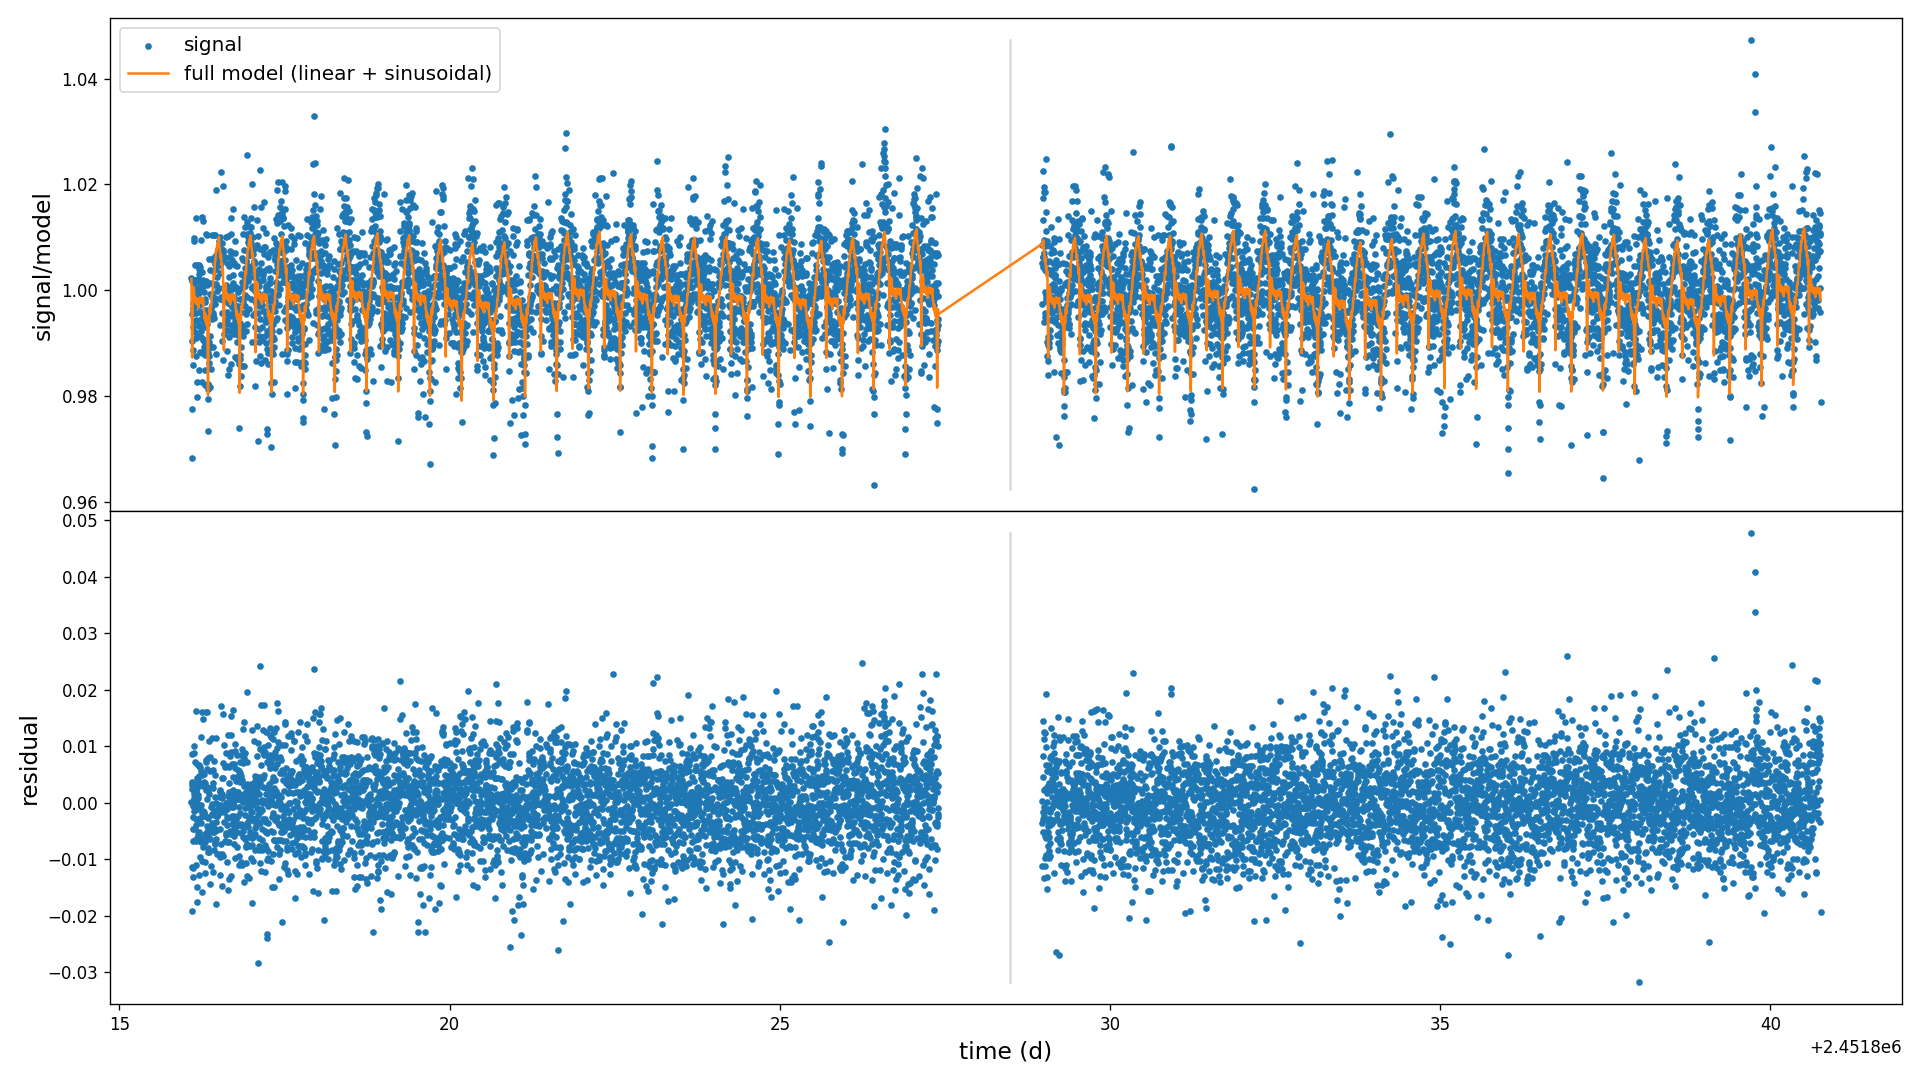 signal
full model (linear + sinusoidal)
signal/model
1.04
1.02
1.00
0.98
0.96
residual
0.05
0.04
0.03
0.02
0.01
0.00
−0.01
−0.02
−0.03
15 20 25 30 35 40
time (d)
+2.4518e6